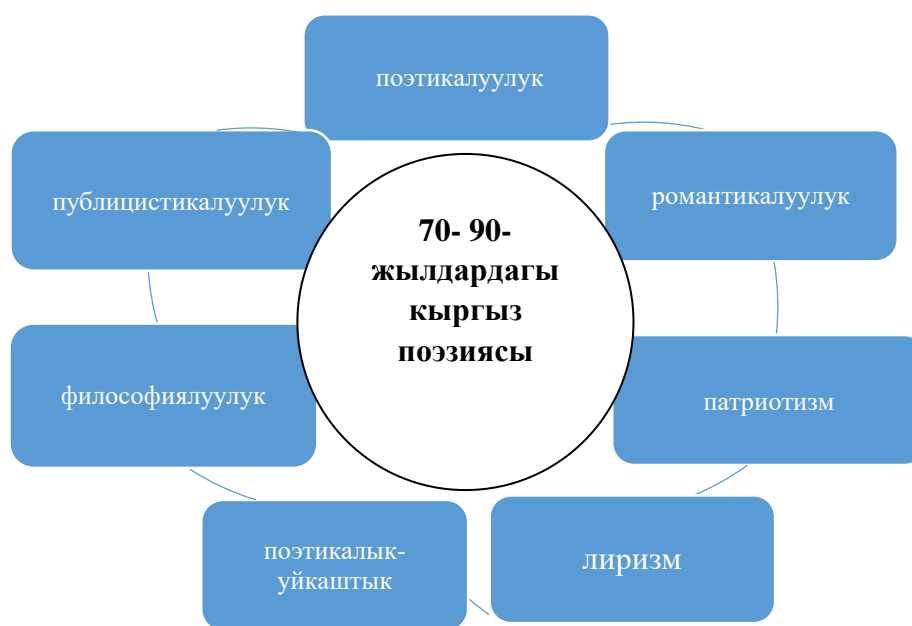 поэтикалуулук
публицистикалуулук
романтикалуулук
70- 90-
жылдардагы
кыргыз
поэзиясы
философиялуулук
патриотизм
поэтикалык-
уйкаштык
лиризм